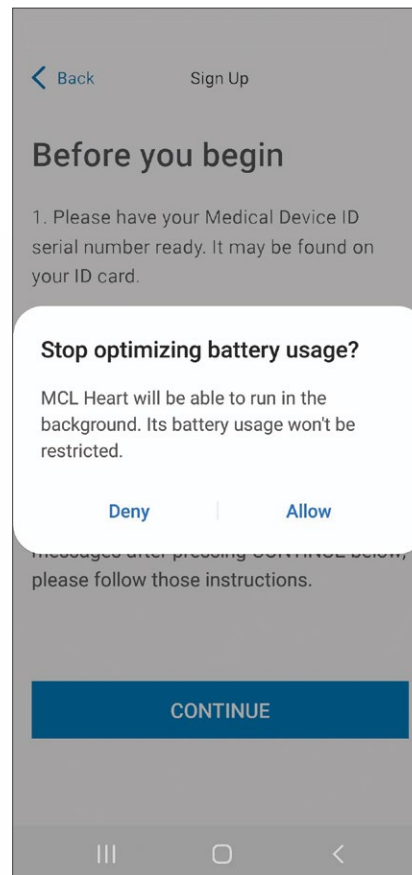 Back
Sign Up
Before you begin
1. Please have your Medical Device ID
serial number ready. It may be found on
your ID card.
Stop optimizing battery usage?
MCL Heart will be able to run in the
background. Its battery usage won't be
restricted.
Deny
Allow
messages after pressing CONTINUE below,
please follow those instructions.
CONTINUE